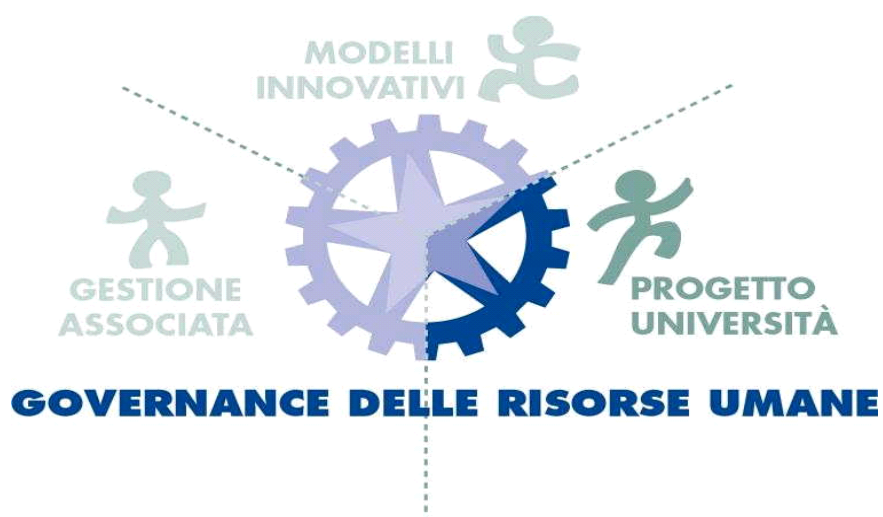 MODELLI
INNOVATIVI
GESTIONE
ASSOCIATA
PROGETTO
UNIVERSITÀ
GOVERNANCE DELLE RISORSE UMANE